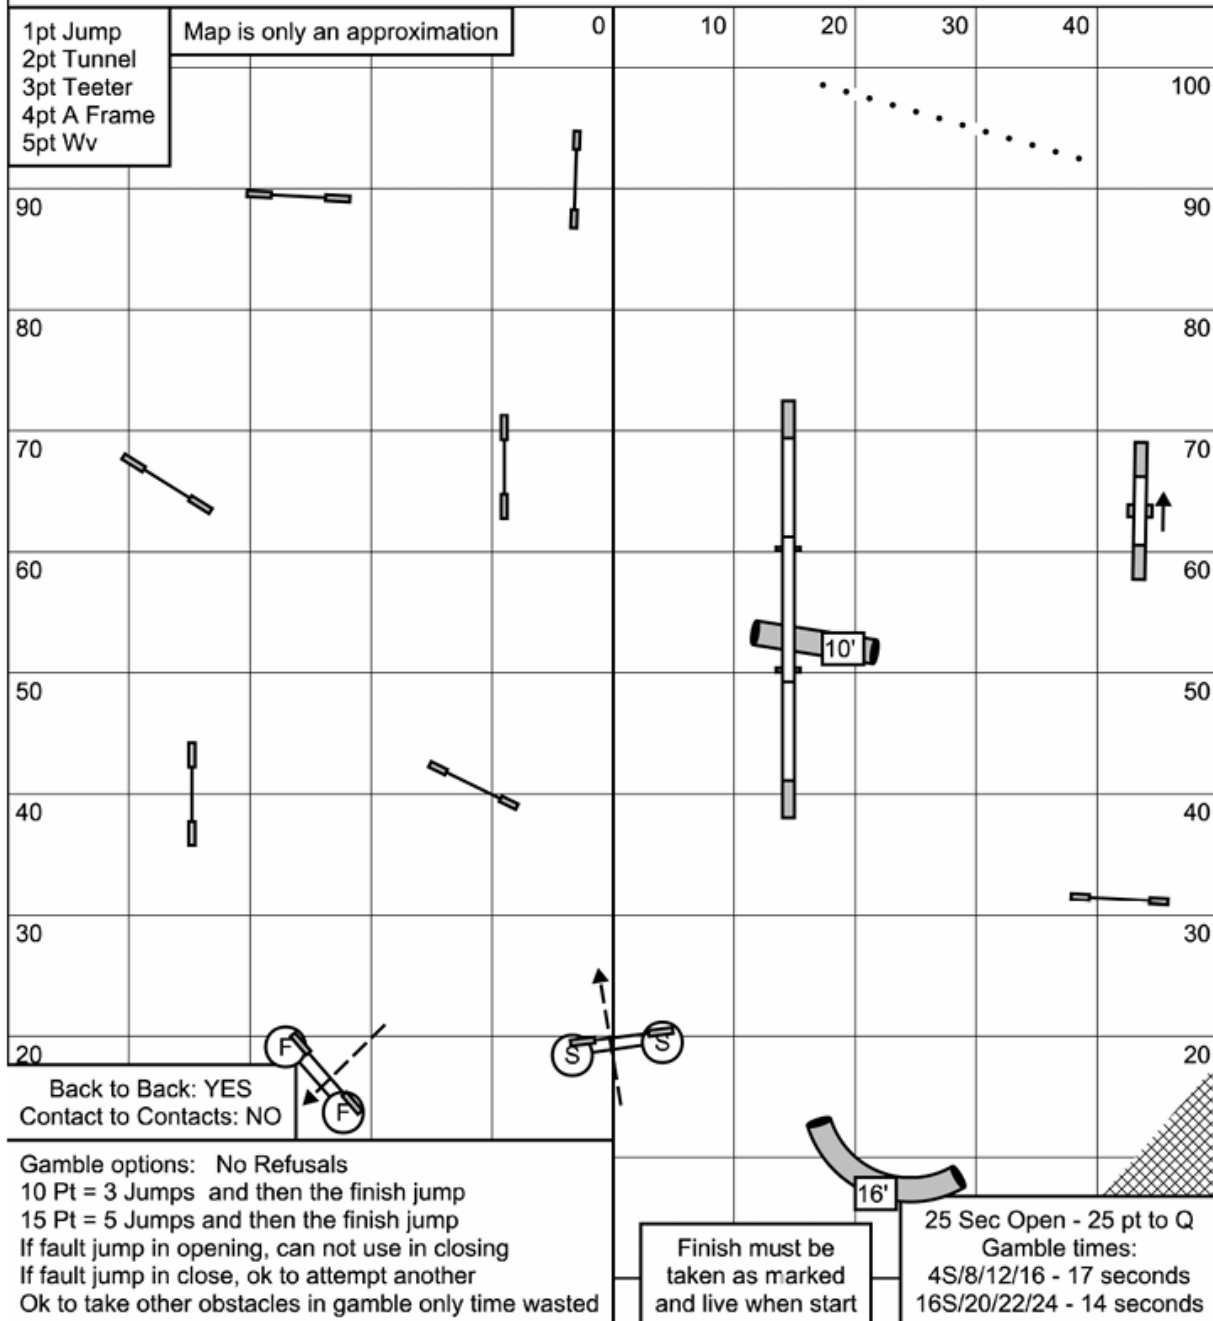 1pt Jump
2pt Tunnel
3pt Teeter
4pt A Frame
5pt Wv
Map is only an approximation
0
10
20
30
40
100
90
90
80
80
70
70
60
60
10'
50
50
40
40
30
30
20
20
F
F
S
S
Back to Back: YES
Contact to Contacts: NO
Gamble options: No Refusals
10 Pt = 3 Jumps and then the finish jump
15 Pt = 5 Jumps and then the finish jump
If fault jump in opening, can not use in closing
If fault jump in close, ok to attempt another
Ok to take other obstacles in gamble only time wasted
16'
Finish must be
taken as marked
and live when start
25 Sec Open - 25 pt to Q
Gamble times:
4S/8/12/16 - 17 seconds
16S/20/22/24 - 14 seconds